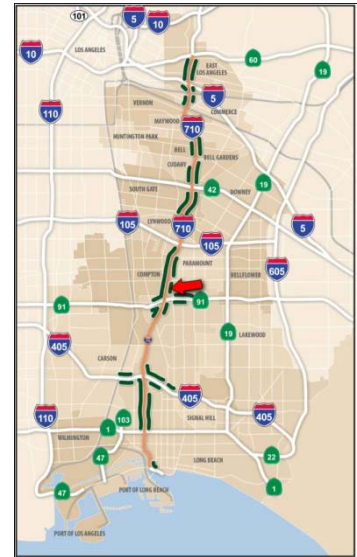 101
5
10
LOS ANGELES
10
EAST
LOS ANGELES
60
19
VERNON
5
COMMERCE
110
MAYWOOD
HUNTINGTON PARK
710
BELL
BELL GARDENS
CUDAHY
19
SOUTH GATE
42
DOWNEY
105
LYNWOOD
710
5
105
PARAMOUNT
605
COMPTON
BELLFLOWER
91
91
19
LAKEWOOD
405
CARSON
405
SIGNAL HILL
405
110
103
1
WILMINGTON
47
22
LONG BEACH
47
PORT OF LONG BEACH
1
PORT OF LOS ANGELES